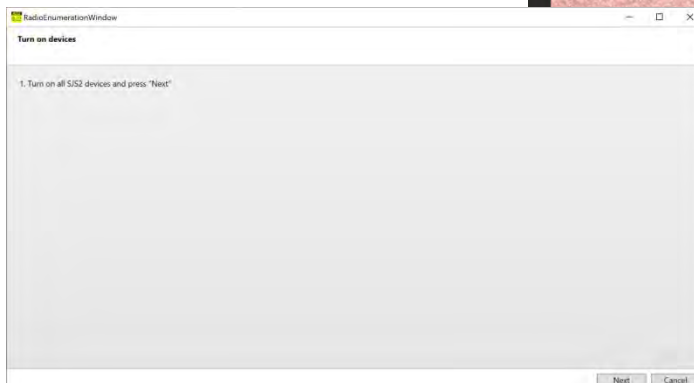 RadioEnumerationWindow
Turn on devices
1. Turn on all SJS2 devices and press "Next"
Next Cancel